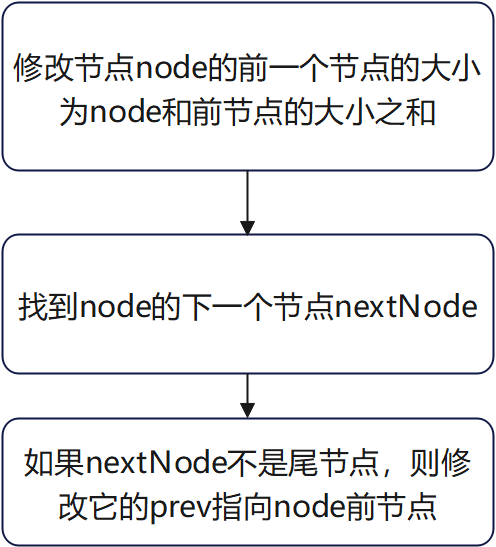 修改节点node的前一个节点的大小
为node和前节点的大小之和
找到node的下一个节点nextNode
如果nextNode不是尾节点，则修
改它的prev指向node前节点